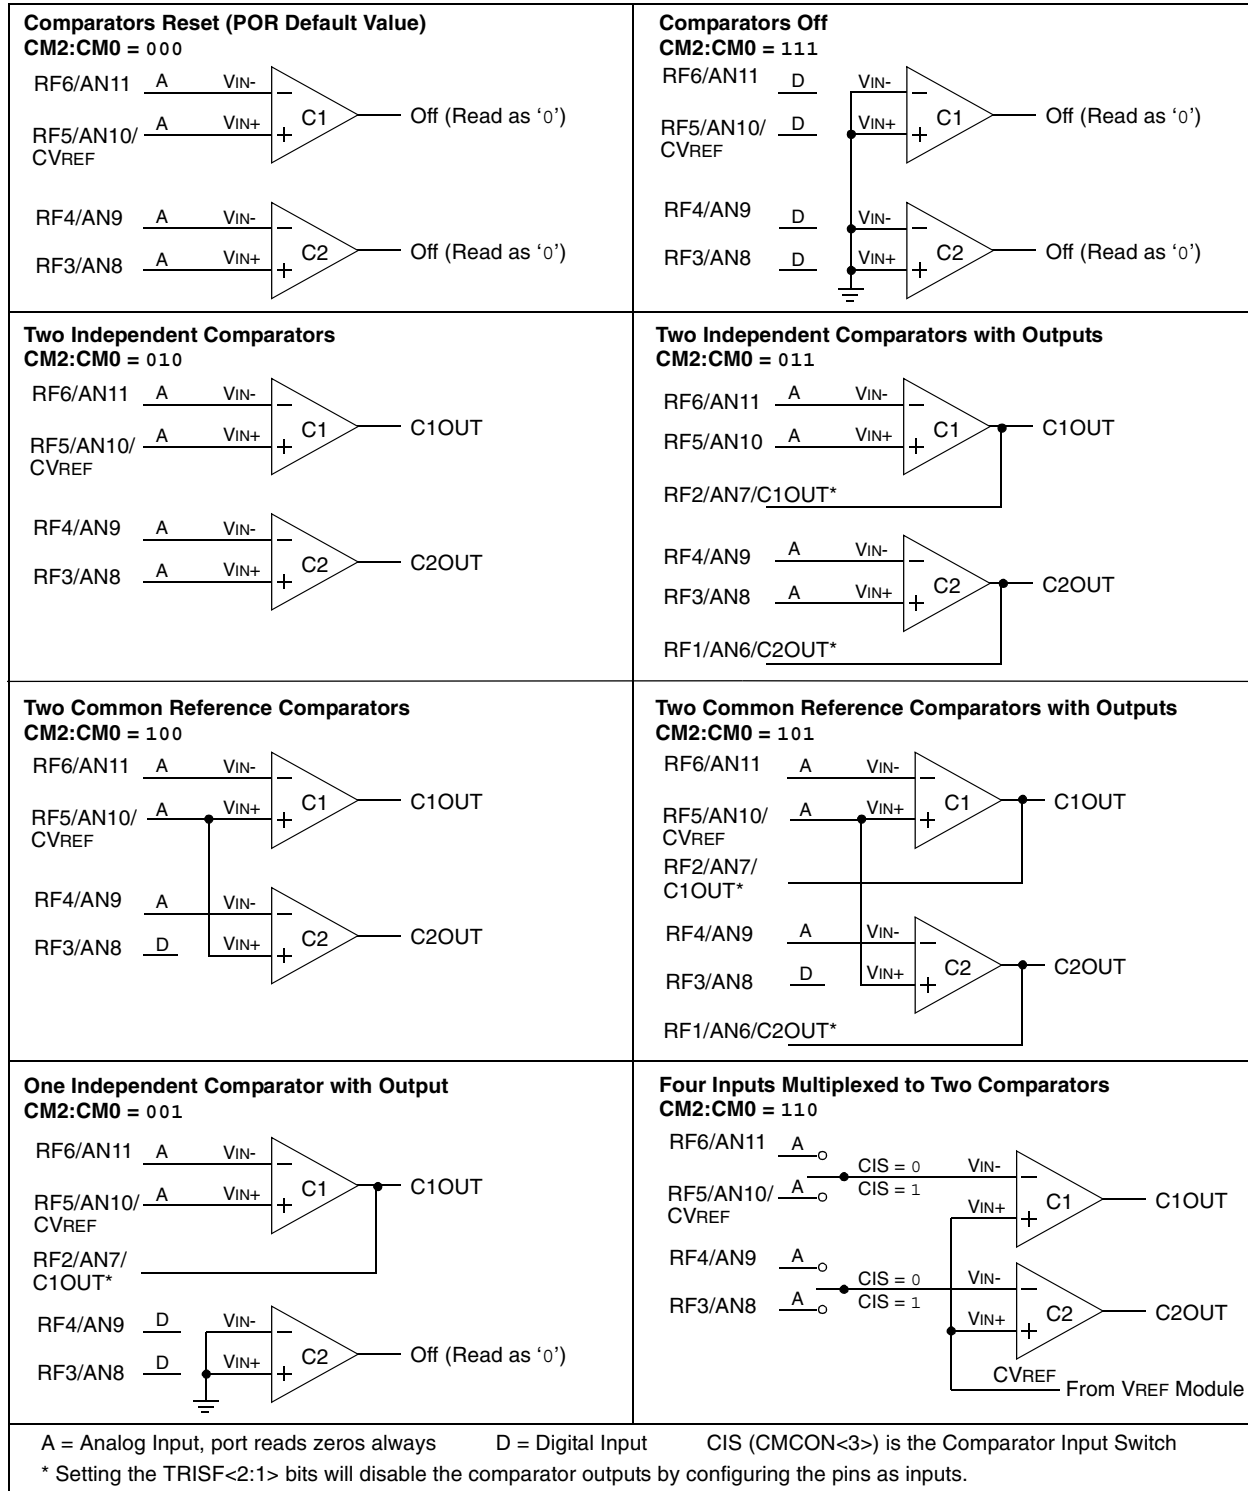 Comparators Reset (POR Default Value)
CM2:CM0 = 000
RF6/AN11 A VIN-
C1 Off (Read as ‘0’)
RF5/AN10/ A VIN+
CVREF
RF4/AN9 A VIN-
C2 Off (Read as ‘0’)
RF3/AN8 A VIN+
Comparators Off
CM2:CM0 = 111
RF6/AN11 D VIN-
C1 Off (Read as ‘0’)
RF5/AN10/ D VIN+
CVREF
RF4/AN9 D VIN-
C2 Off (Read as ‘0’)
RF3/AN8 D VIN+
Two Independent Comparators
CM2:CM0 = 010
RF6/AN11 A VIN-
C1 C1OUT
RF5/AN10/ A VIN+
CVREF
RF4/AN9 A VIN-
C2 C2OUT
RF3/AN8 A VIN+
Two Independent Comparators with Outputs
CM2:CM0 = 011
RF6/AN11 A VIN-
C1 C1OUT
RF5/AN10 A VIN+
RF2/AN7/C1OUT*
RF4/AN9 A VIN-
C2 C2OUT
RF3/AN8 A VIN+
RF1/AN6/C2OUT*
Two Common Reference Comparators
CM2:CM0 = 100
RF6/AN11 A VIN-
C1 C1OUT
RF5/AN10/ A VIN+
CVREF
RF4/AN9 A VIN-
C2 C2OUT
RF3/AN8 D VIN+
Two Common Reference Comparators with Outputs
CM2:CM0 = 101
RF6/AN11 A VIN-
C1 C1OUT
RF5/AN10/ A VIN+
CVREF
RF2/AN7/
C1OUT*
RF4/AN9 A VIN-
C2 C2OUT
RF3/AN8 D VIN+
RF1/AN6/C2OUT*
One Independent Comparator with Output
CM2:CM0 = 001
RF6/AN11 A VIN-
C1 C1OUT
RF5/AN10/ A VIN+
CVREF
RF2/AN7/
C1OUT*
RF4/AN9 D VIN-
C2 Off (Read as ‘0’)
RF3/AN8 D VIN+
Four Inputs Multiplexed to Two Comparators
CM2:CM0 = 110
RF6/AN11 A
CIS = 0 VIN-
RF5/AN10/ A CIS = 1
CVREF
VIN+ C1 C1OUT
RF4/AN9 A
CIS = 0 VIN-
RF3/AN8 A CIS = 1
VIN+ C2 C2OUT
CVREF
From VREF Module
A = Analog Input, port reads zeros always D = Digital Input CIS (CMCON<3>) is the Comparator Input Switch
* Setting the TRISF<2:1> bits will disable the comparator outputs by configuring the pins as inputs.